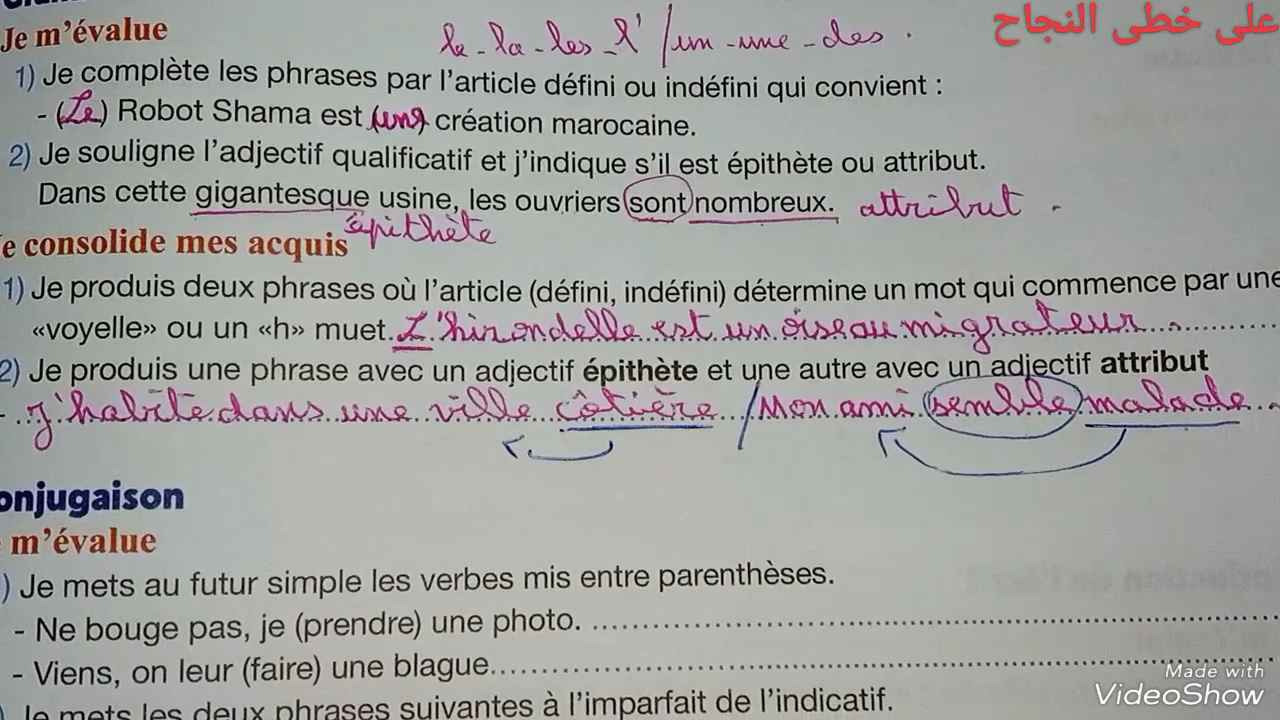 على خطى النجاح
Je m'évalue
le - la - les - l' / un - une - des .
1) Je complète les phrases par l'article défini ou indéfini qui convient :
- (Le) Robot Shama est (une) création marocaine.
2) Je souligne l'adjectif qualificatif et j'indique s'il est épithète ou attribut.
Dans cette gigantesque usine, les ouvriers sont nombreux. attribut .
épithète
e consolide mes acquis
1) Je produis deux phrases où l'article (défini, indéfini) détermine un mot qui commence par une
«voyelle» ou un «h» muet. L'hirondelle est un oiseau migrateur
2) Je produis une phrase avec un adjectif épithète et une autre avec un adjectif attribut
- j'habite dans une ville côtière / Mon ami semble malade
onjugaison
m'évalue
) Je mets au futur simple les verbes mis entre parenthèses.
- Ne bouge pas, je (prendre) une photo. ........
- Viens, on leur (faire) une blague........
) Je mets les deux phrases suivantes à l'imparfait de l'indicatif.
Made with
VideoShow